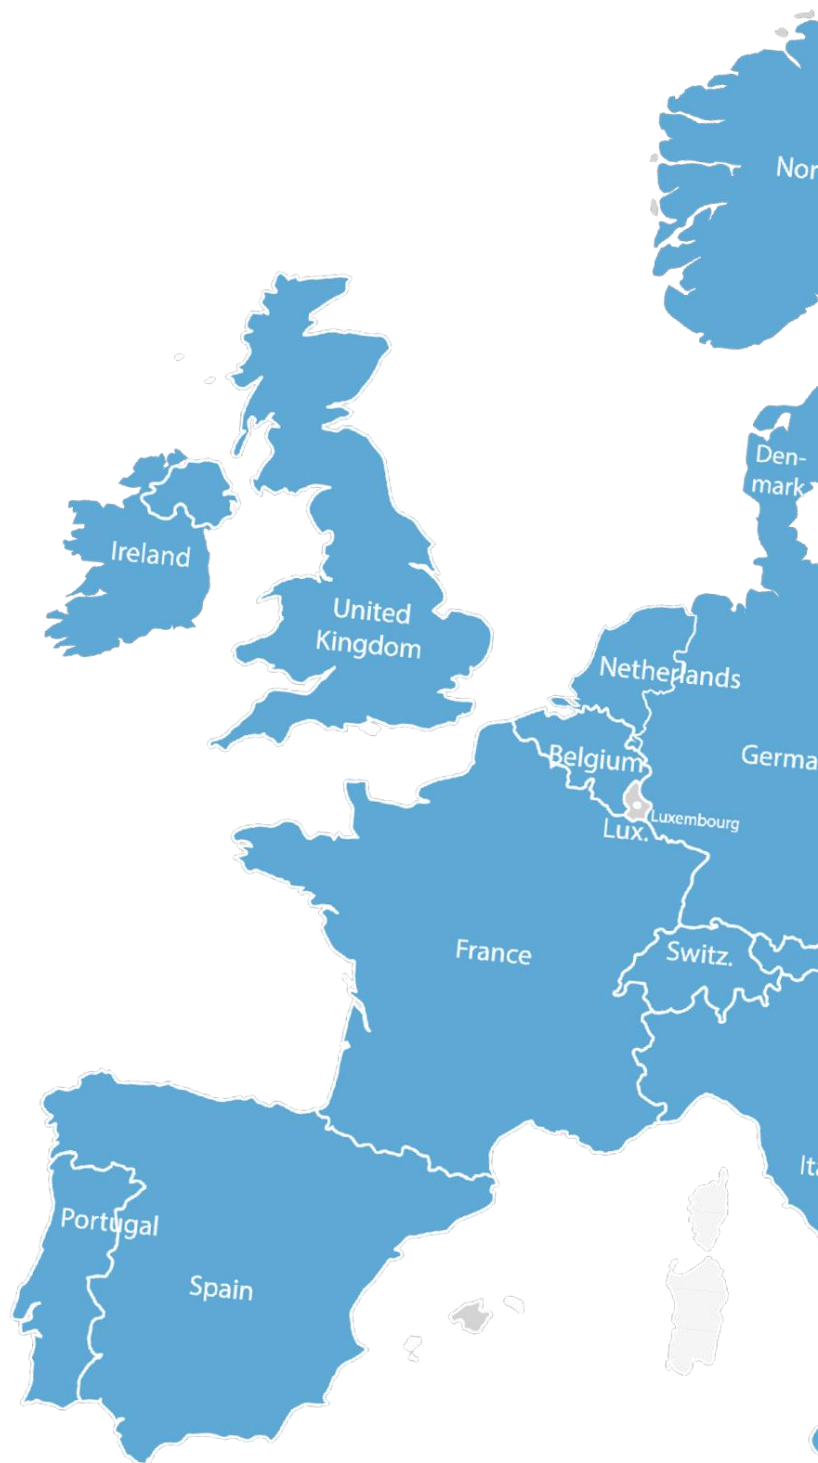 Nor
Den-
mark
Ireland
United
Kingdom
Netherlands
Belgium
Germa
Luxembourg
Lux.
France
Switz.
Ita
Portugal
Spain